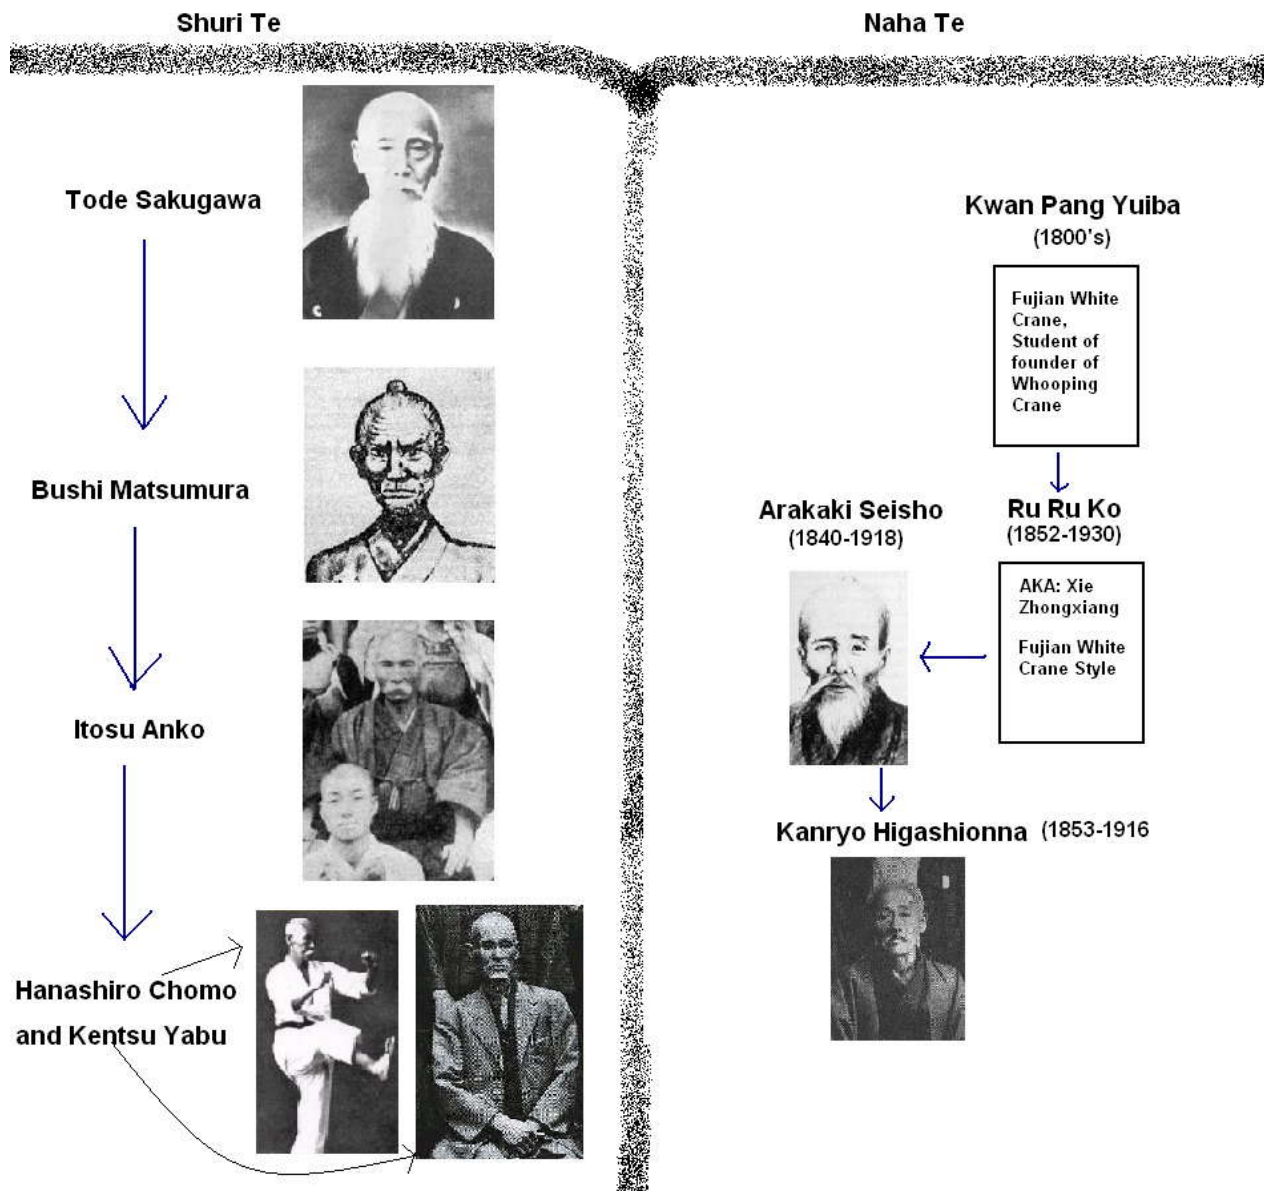 Shuri Te
Naha Te
Tode Sakugawa
Bushi Matsumura
Itosu Anko
Hanashiro Chomo
and Kentsu Yabu
Kwan Pang Yuiba
(1800's)
Fujian White
Crane,
Student of
founder of
Whooping
Crane
Arakaki Seisho
(1840-1918)
Ru Ru Ko
(1852-1930)
AKA: Xie
Zhongxiang
Fujian White
Crane Style
Kanryo Higashionna (1853-1916